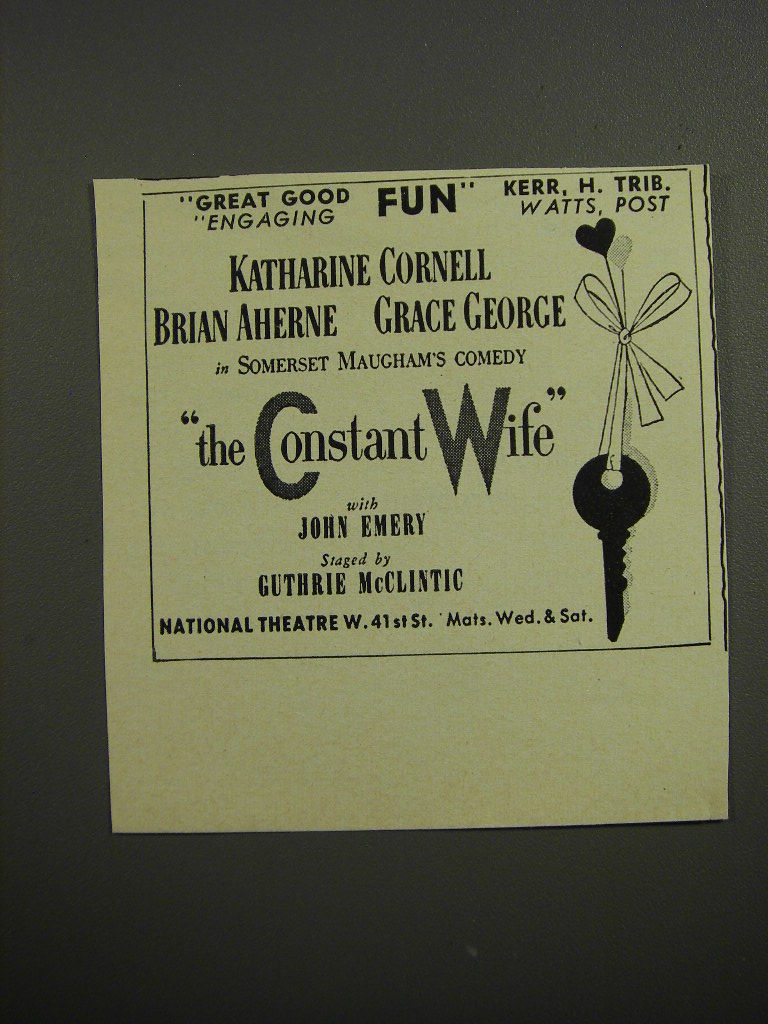 "GREAT GOOD FUN" KERR, H. TRIB.
"ENGAGING WATTS, POST
KATHARINE CORNELL
BRIAN AHERNE GRACE GEORGE
in SOMERSET MAUGHAM'S COMEDY
"the Constant Wife"
with
JOHN EMERY
Staged by
GUTHRIE McCLINTIC
NATIONAL THEATRE W. 41st St. Mats. Wed. & Sat.